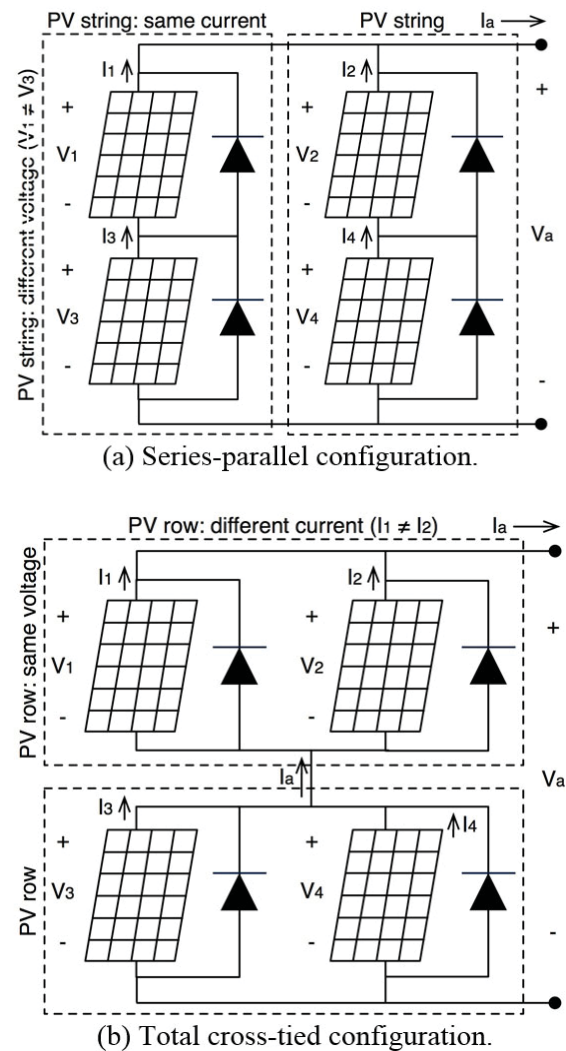 PV string: same current
PV string
Ia
PV string: different voltage (V1 ≠ V3)
I1
I2
+
+
+
V1
V2
-
-
I3
I4
Va
+
+
V3
V4
-
-
-
(a) Series-parallel configuration.
PV row: different current (I1 ≠ I2)
Ia
PV row: same voltage
I1
I2
+
+
+
V1
V2
-
-
Ia
Va
I3
I4
+
+
PV row
V3
V4
-
-
-
(b) Total cross-tied configuration.